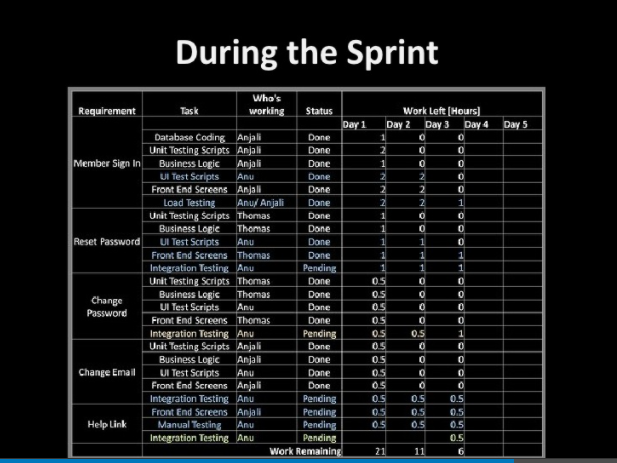 During the Sprint
Requirement Task Who's working Status Work Left [Hours]
Day 1 Day 2 Day 3 Day 4 Day 5
Member Sign In
Database Coding Anjali Done 1 0 0
Unit Testing Scripts Anjali Done 2 0 0
Business Logic Anjali Done 1 0 0
UI Test Scripts Anu Done 2 2 0
Front End Screens Anjali Done 2 2 0
Load Testing Anu/ Anjali Done 2 2 1
Reset Password
Unit Testing Scripts Thomas Done 1 0 0
Business Logic Thomas Done 1 0 0
UI Test Scripts Anu Done 1 1 0
Front End Screens Thomas Done 1 1 1
Integration Testing Anu Pending 1 1 1
Change Password
Unit Testing Scripts Thomas Done 0.5 0 0
Business Logic Thomas Done 0.5 0 0
UI Test Scripts Anu Done 0.5 0 0
Front End Screens Thomas Done 0.5 0 0
Integration Testing Anu Pending 0.5 0.5 1
Change Email
Unit Testing Scripts Anjali Done 0.5 0 0
Business Logic Anjali Done 0.5 0 0
UI Test Scripts Anu Done 0.5 0 0
Front End Screens Anjali Done 0.5 0 0
Integration Testing Anu Pending 0.5 0.5 0.5
Help Link
Front End Screens Anjali Pending 0.5 0.5 0.5
Manual Testing Anu Pending 0.5 0.5 0.5
Integration Testing Anu Pending 0.5
Work Remaining 21 11 6